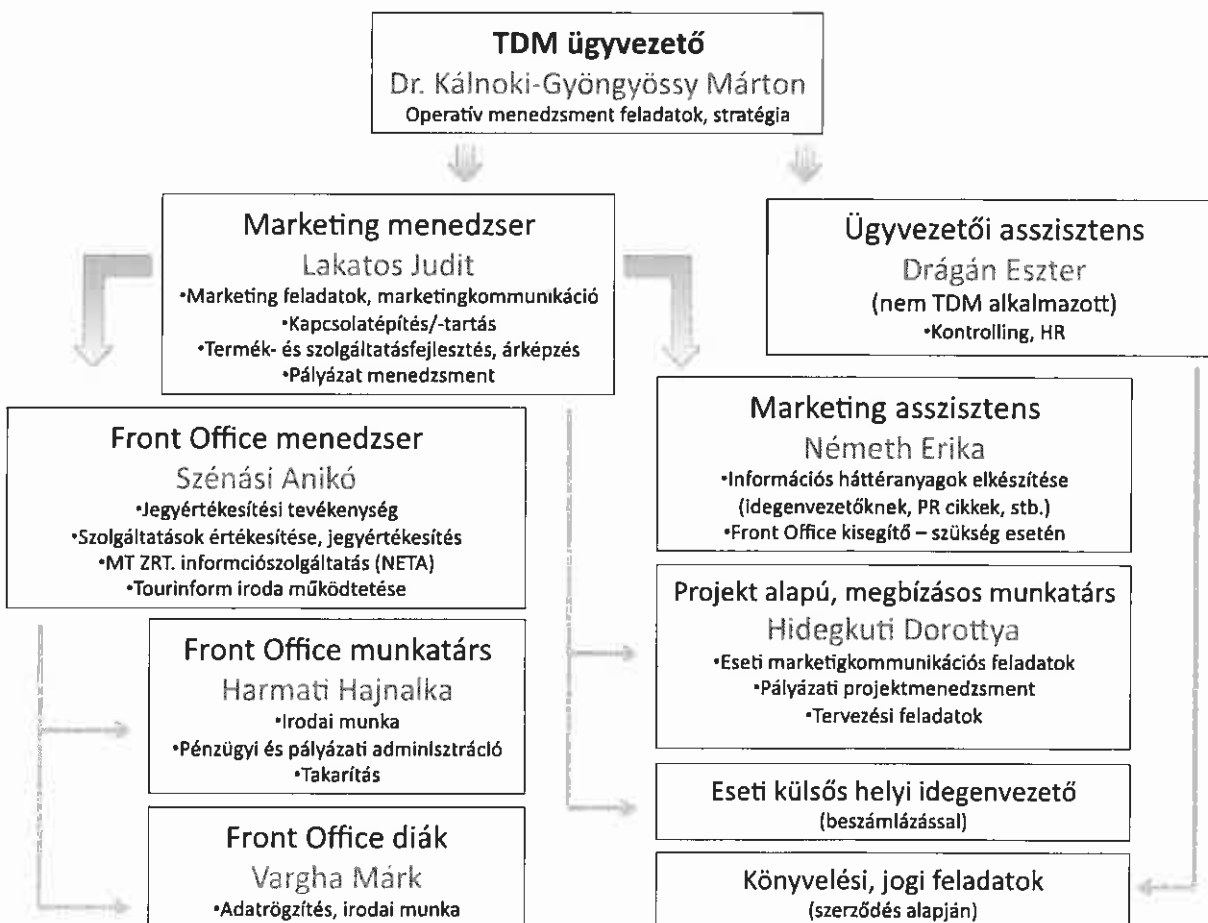 TDM ügyvezető
Dr. Kálnoki-Gyöngyössy Márton
Operatív menedzsment feladatok, stratégia
Marketing menedzser
Lakatos Judit
•Marketing feladatok, marketingkommunikáció
•Kapcsolatépítés/-tartás
•Termék- és szolgáltatásfejlesztés, árképzés
•Pályázat menedzsment
Ügyvezetői asszisztens
Drágán Eszter
(nem TDM alkalmazott)
•Kontrolling, HR
Front Office menedzser
Szénási Anikó
•Jegyértékesítési tevékenység
•Szolgáltatások értékesítése, jegyértékesítés
•MT ZRT. informciószolgáltatás (NETA)
•Tourinform iroda működtetése
Marketing asszisztens
Németh Erika
•Információs háttéranyagok elkészítése
(idegenvezetőknek, PR cikkek, stb.)
•Front Office kisegítő – szükség esetén
Projekt alapú, megbízásos munkatárs
Hidegkuti Dorottya
•Eseti marketigkommunikációs feladatok
•Pályázati projektmenedzsment
•Tervezési feladatok
Front Office munkatárs
Harmati Hajnalka
•Irodai munka
•Pénzügyi és pályázati adminisztráció
•Takarítás
Eseti külsős helyi idegenvezető
(beszámlázással)
Front Office diák
Vargha Márk
•Adatrögzítés, irodai munka
Könyvelési, jogi feladatok
(szerződés alapján)